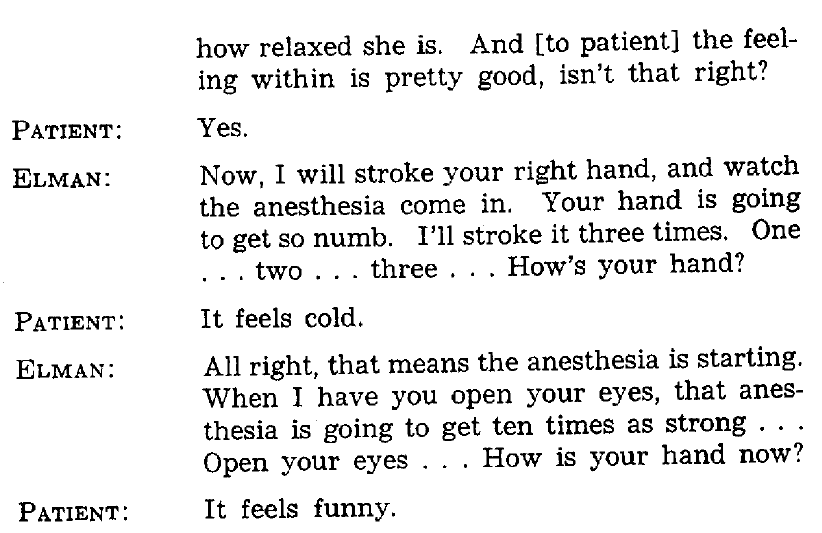 how relaxed she is. And [to patient] the feel-
ing within is pretty good, isn't that right?
PATIENT: Yes.
ELMAN: Now, I will stroke your right hand, and watch
the anesthesia come in. Your hand is going
to get so numb. I'll stroke it three times. One
. . . two . . . three . . . How's your hand?
PATIENT: It feels cold.
ELMAN: All right, that means the anesthesia is starting.
When I have you open your eyes, that anes-
thesia is going to get ten times as strong . . .
Open your eyes . . . How is your hand now?
PATIENT: It feels funny.